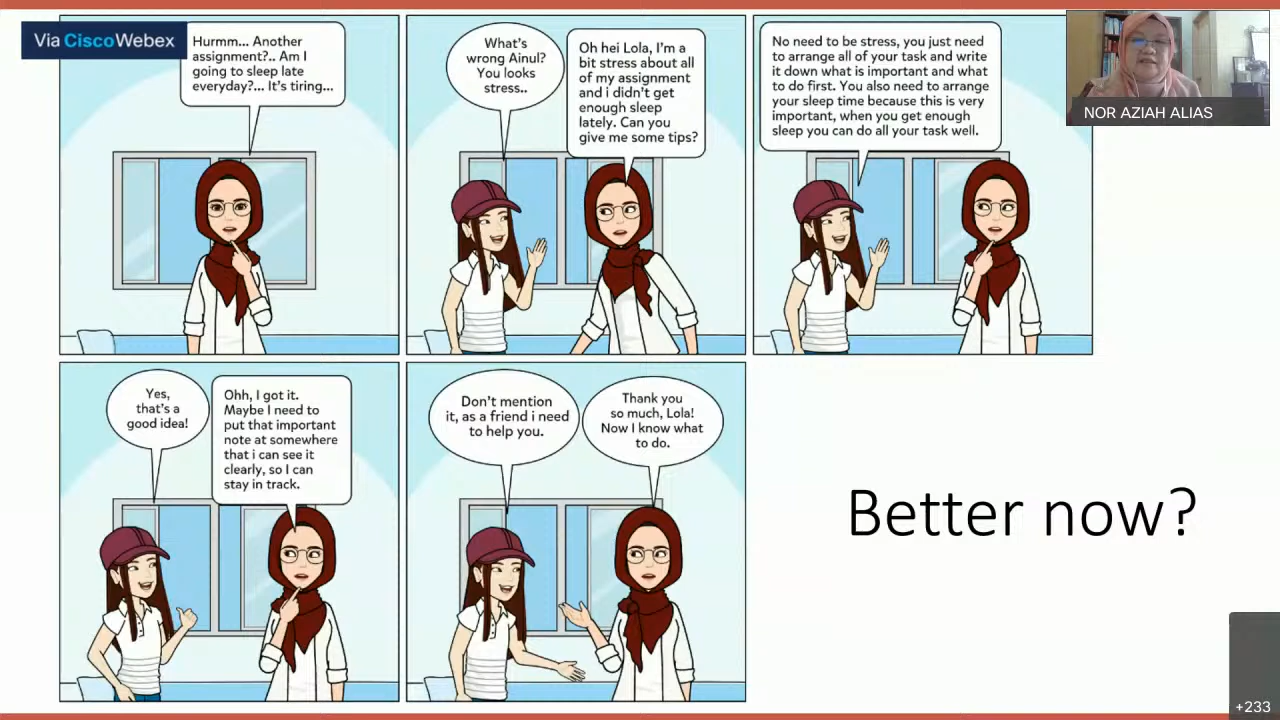 Via Cisco Webex
Hurmm... Another
assignment?.. Am I
going to sleep late
everyday?... It's tiring...
What's
wrong Ainul?
You looks
stress..
Oh hei Lola, I'm a
bit stress about all
of my assignment
and i didn't get
enough sleep
lately. Can you
give me some tips?
No need to be stress, you just need
to arrange all of your task and write
it down what is important and what
to do first. You also need to arrange
your sleep time because this is very
important, when you get enough
sleep you can do all your task well.
NOR AZIAH ALIAS
Yes,
that's a
good idea!
Ohh, I got it.
Maybe I need to
put that important
note at somewhere
that i can see it
clearly, so I can
stay in track.
Don't mention
it, as a friend i need
to help you.
Thank you
so much, Lola!
Now I know what
to do.
Better now?
+233